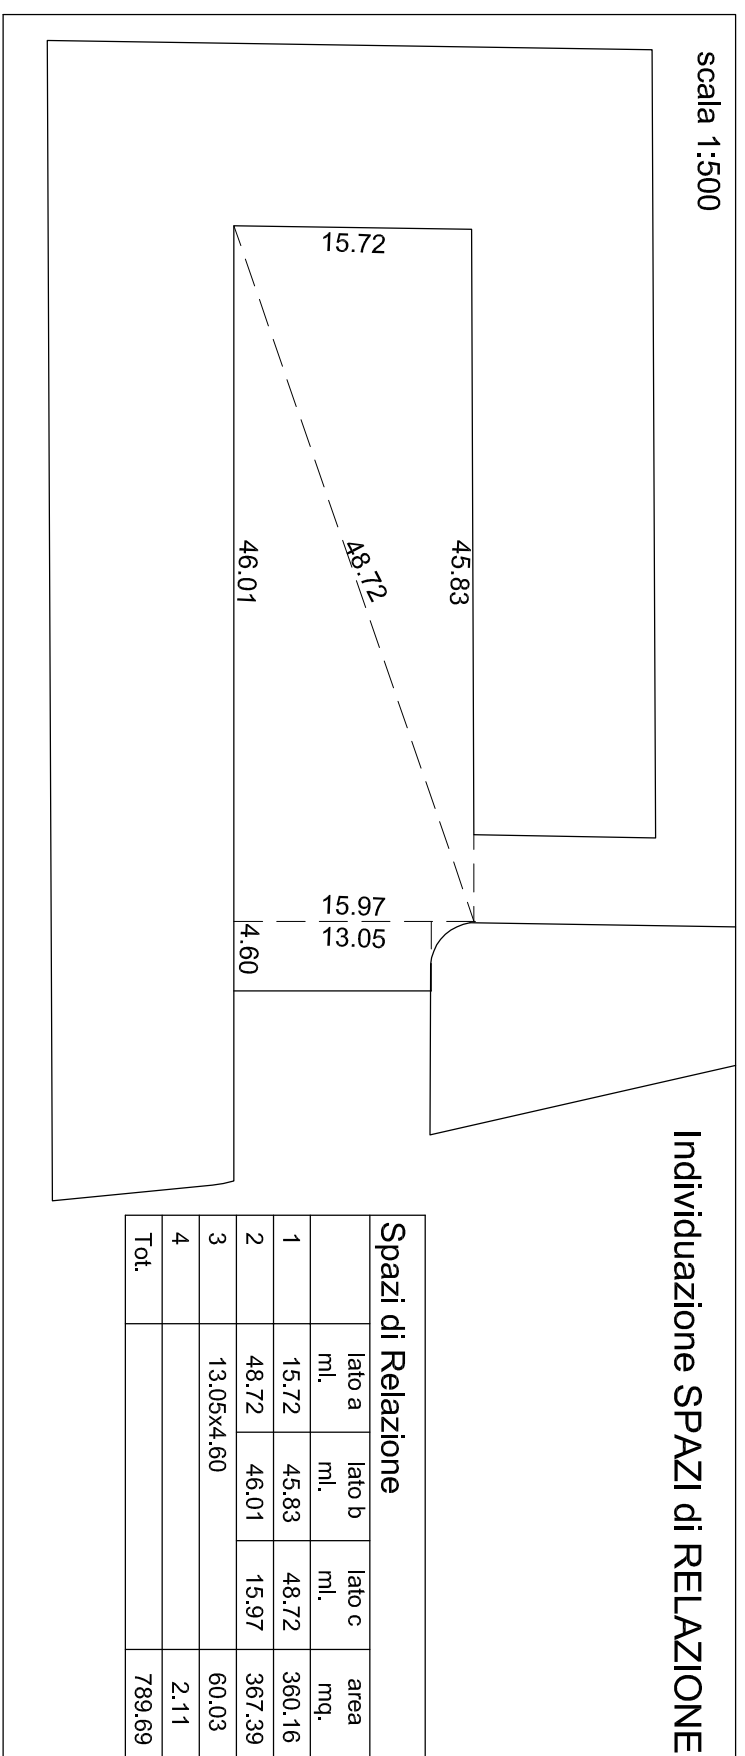 scala 1:500
Individuazione SPAZI di RELAZIONE
45.83
15.72
48.72
15.97
13.05
46.01
4.60
Spazi di Relazione
lato a ml. lato b ml. lato c ml. area mq.
1 15.72 45.83 48.72 360.16
2 48.72 46.01 15.97 367.39
3 13.05x4.60 60.03
4 2.11
Tot. 789.69